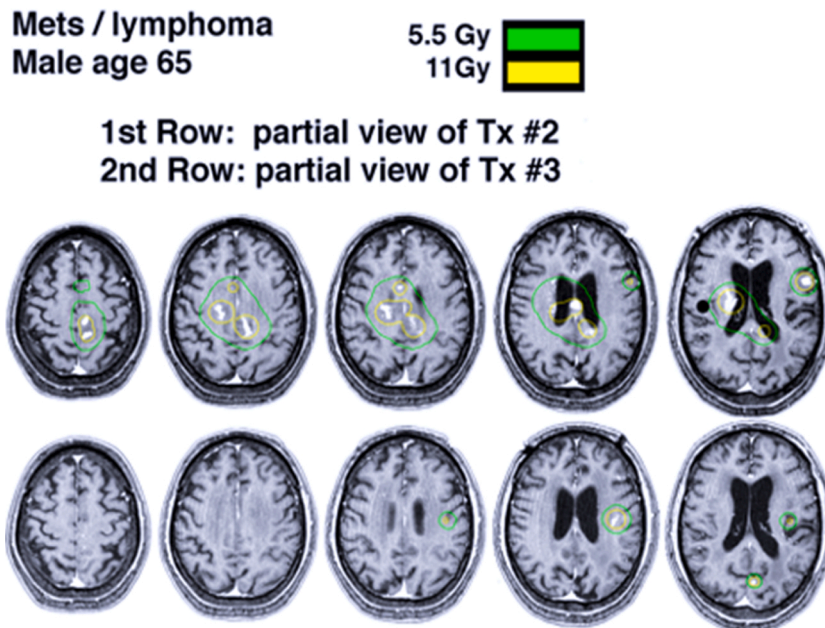 Mets / lymphoma
Male age 65
5.5 Gy
11Gy
1st Row:  partial view of Tx #2
2nd Row: partial view of Tx #3